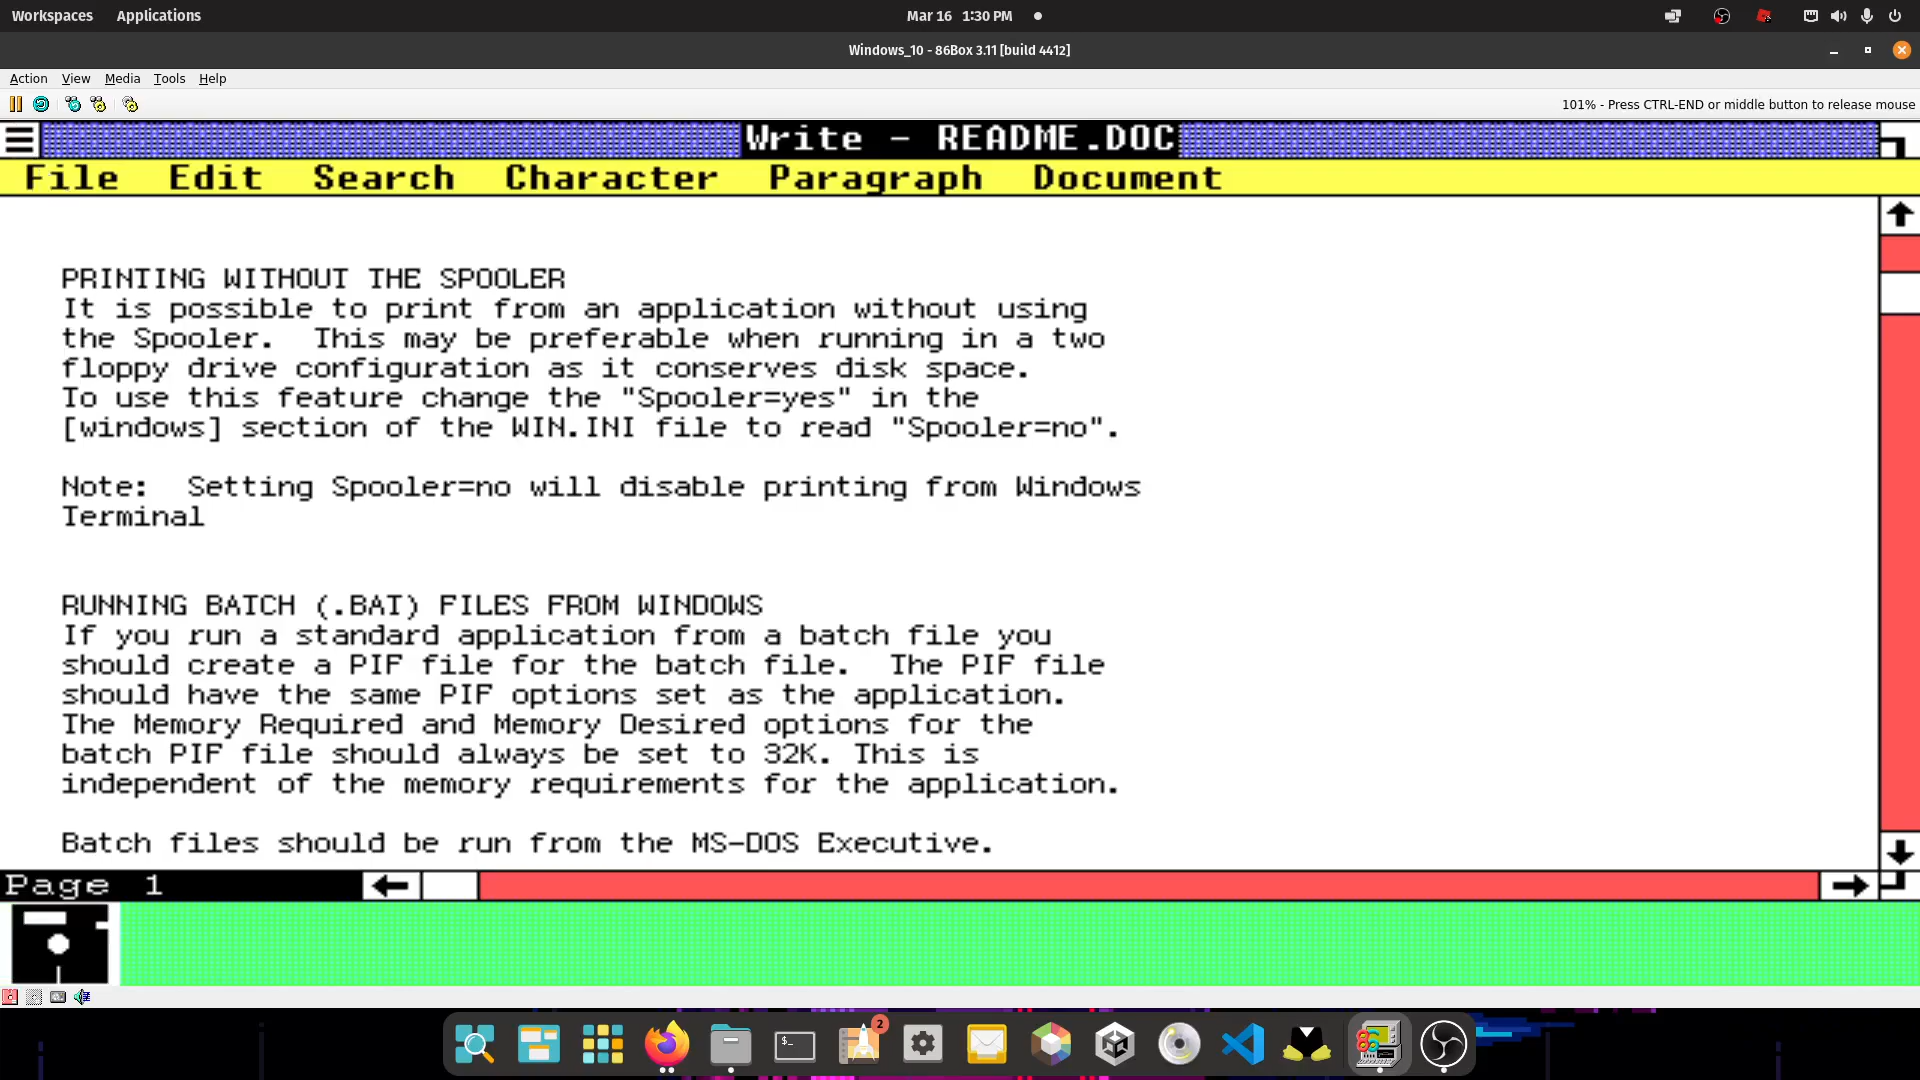 Workspaces Applications Mar 16 1:30 PM
Windows_10 - 86Box 3.11 [build 4412]
Action View Media Tools Help
101% - Press CTRL-END or middle button to release mouse
Write - README.DOC
File Edit Search Character Paragraph Document
PRINTING WITHOUT THE SPOOLER
It is possible to print from an application without using
the Spooler. This may be preferable when running in a two
floppy drive configuration as it conserves disk space.
To use this feature change the "Spooler=yes" in the
[windows] section of the WIN.INI file to read "Spooler=no".
Note: Setting Spooler=no will disable printing from Windows
Terminal
RUNNING BATCH (.BAT) FILES FROM WINDOWS
If you run a standard application from a batch file you
should create a PIF file for the batch file. The PIF file
should have the same PIF options set as the application.
The Memory Required and Memory Desired options for the
batch PIF file should always be set to 32K. This is
independent of the memory requirements for the application.
Batch files should be run from the MS-DOS Executive.
Page 1
$_
2
86